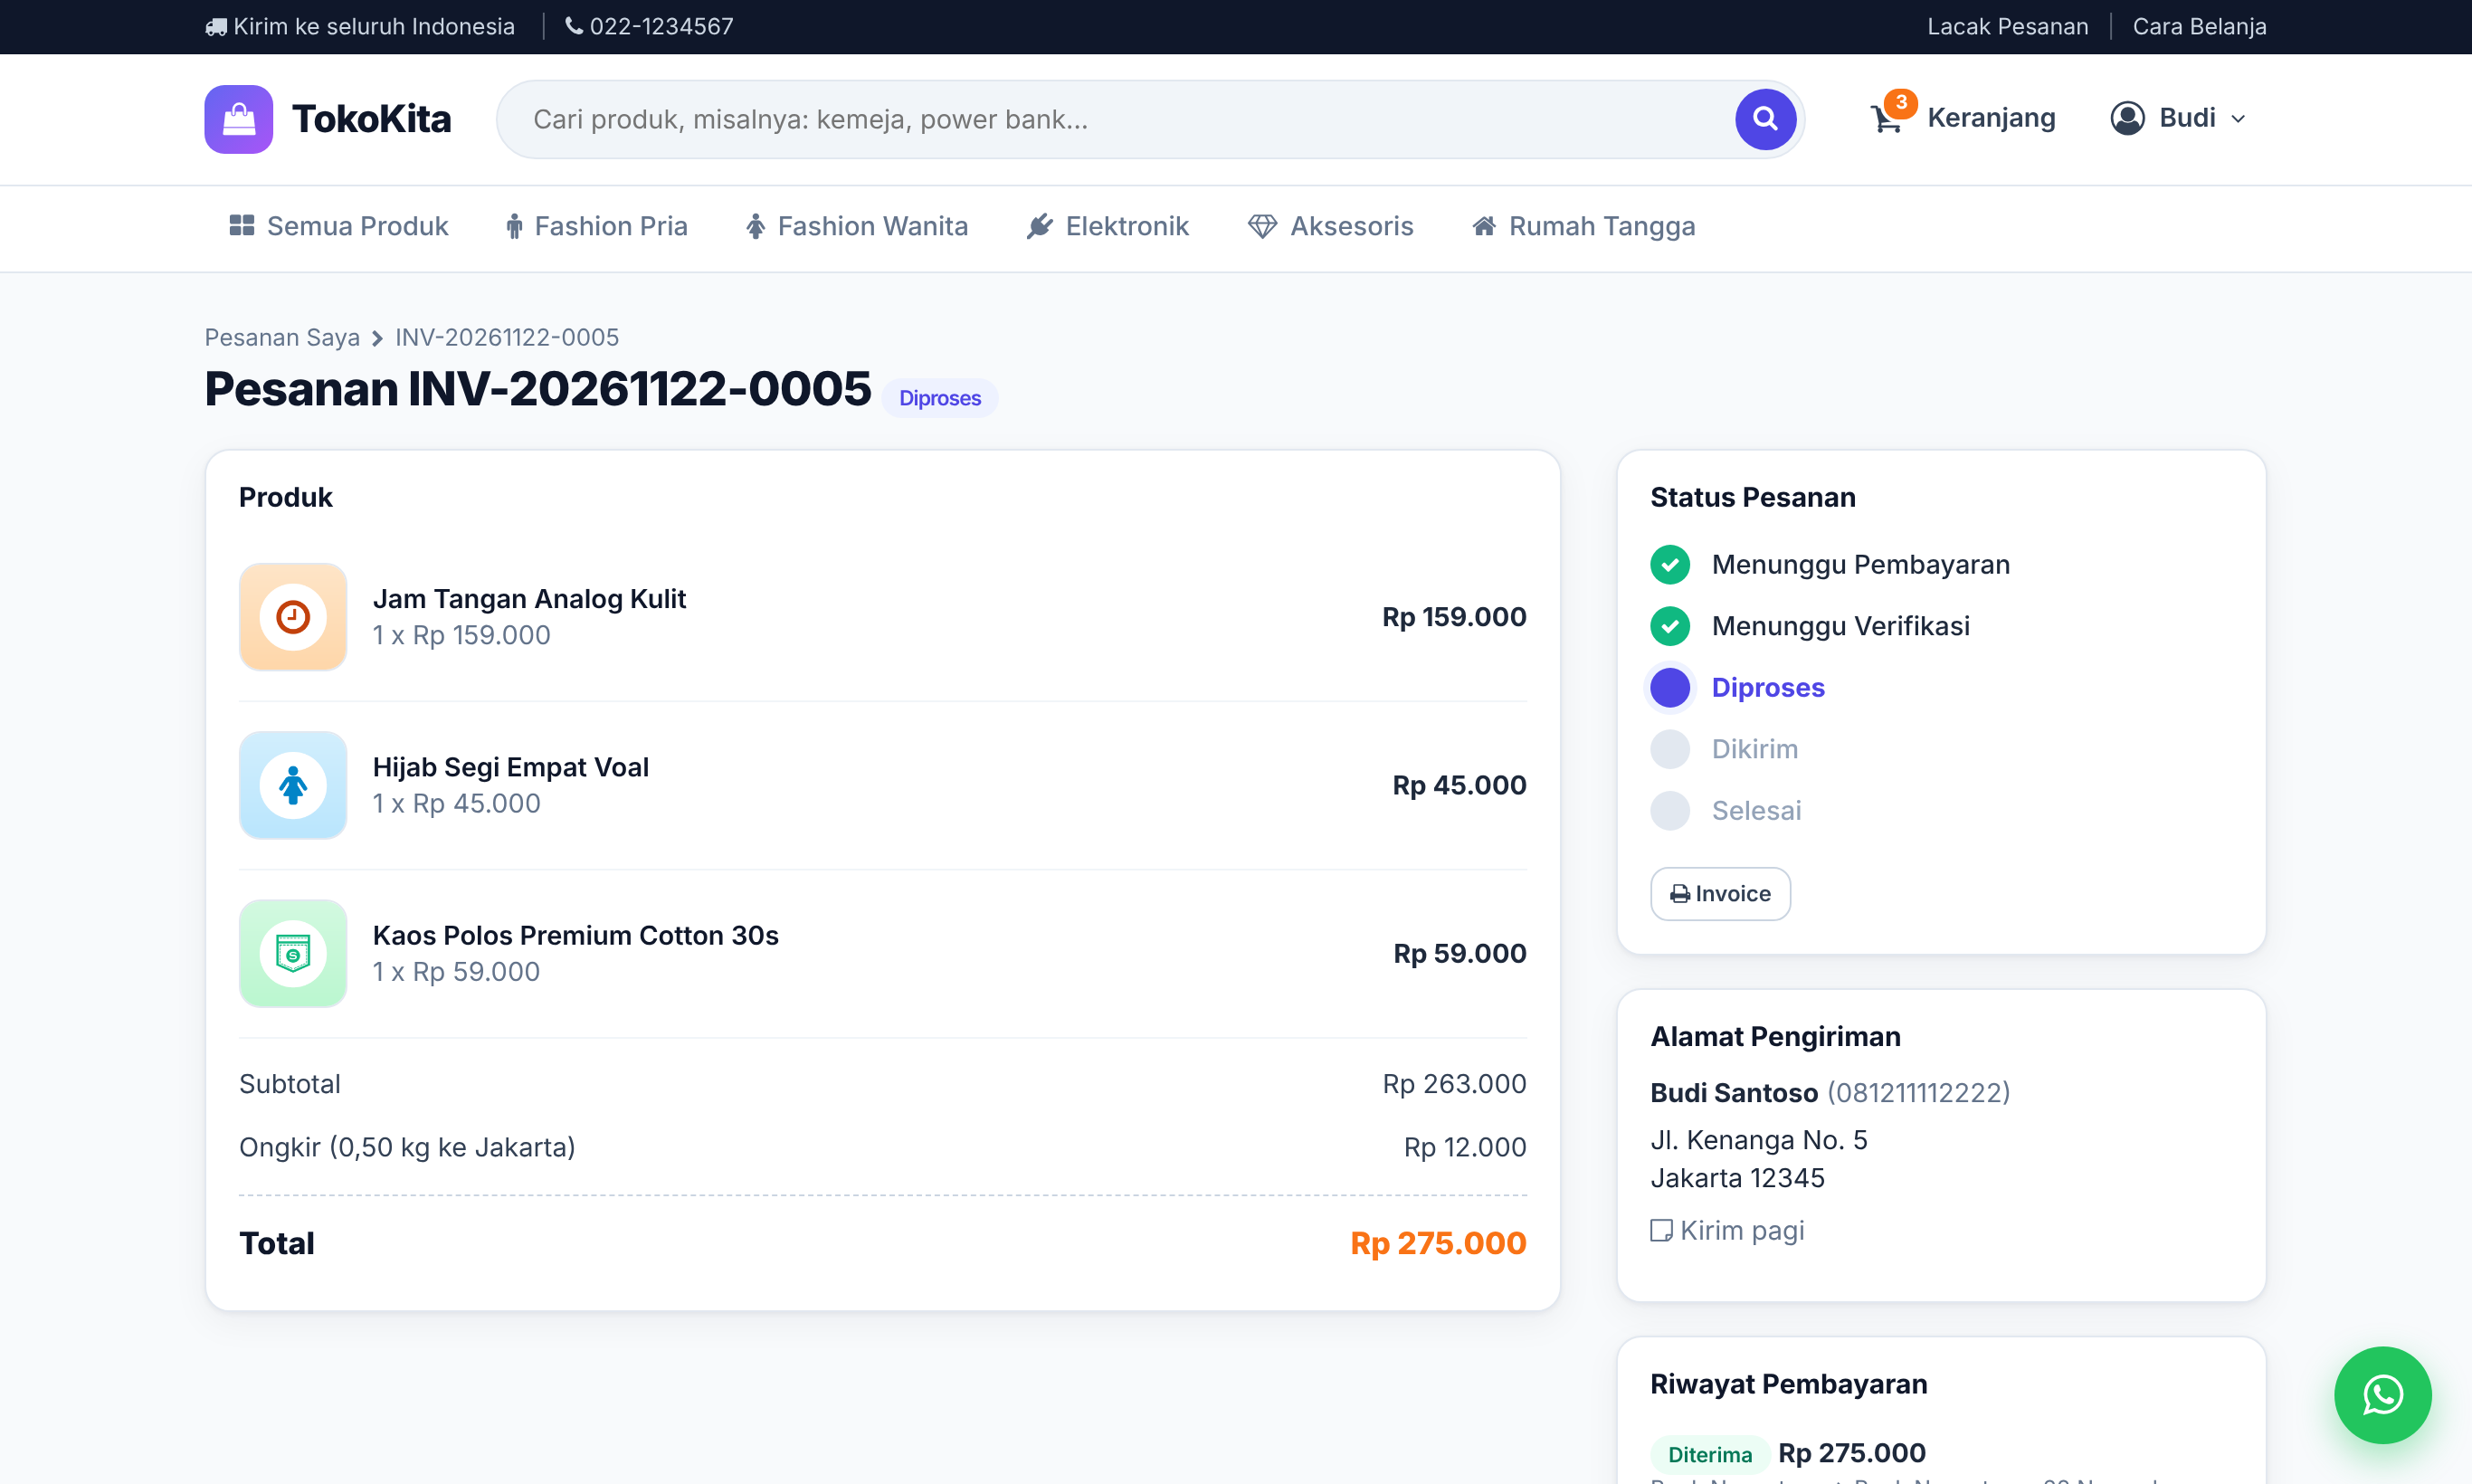 Kirim ke seluruh Indonesia
022-1234567
Lacak Pesanan
Cara Belanja
TokoKita
Cari produk, misalnya: kemeja, power bank...
3
Keranjang
Budi
Semua Produk
Fashion Pria
Fashion Wanita
Elektronik
Aksesoris
Rumah Tangga
Pesanan Saya
INV-20261122-0005
Pesanan INV-20261122-0005
Diproses
Produk
Jam Tangan Analog Kulit
1 x Rp 159.000
Rp 159.000
Hijab Segi Empat Voal
1 x Rp 45.000
Rp 45.000
Kaos Polos Premium Cotton 30s
1 x Rp 59.000
Rp 59.000
Subtotal
Rp 263.000
Ongkir (0,50 kg ke Jakarta)
Rp 12.000
Total
Rp 275.000
Status Pesanan
Menunggu Pembayaran
Menunggu Verifikasi
Diproses
Dikirim
Selesai
Invoice
Alamat Pengiriman
Budi Santoso (081211112222)
Jl. Kenanga No. 5
Jakarta 12345
Kirim pagi
Riwayat Pembayaran
Diterima Rp 275.000